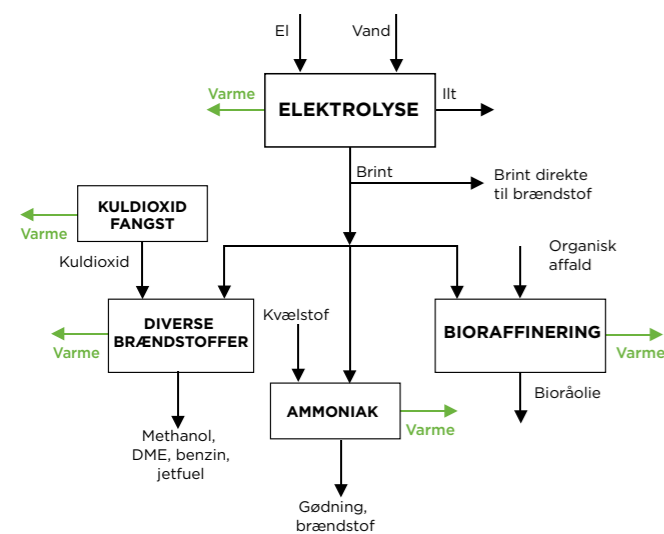 El
Vand
Varme
ELEKTROLYSE
Ilt
Brint
Brint direkte
til brændstof
KULDIOXID
FANGST
Varme
Kuldioxid
Organisk
affald
Kvælstof
DIVERSE
BRÆNDSTOFFER
Varme
BIORAFFINERING
Varme
Bioråolie
AMMONIAK
Varme
Methanol,
DME, benzin,
jetfuel
Gødning,
brændstof